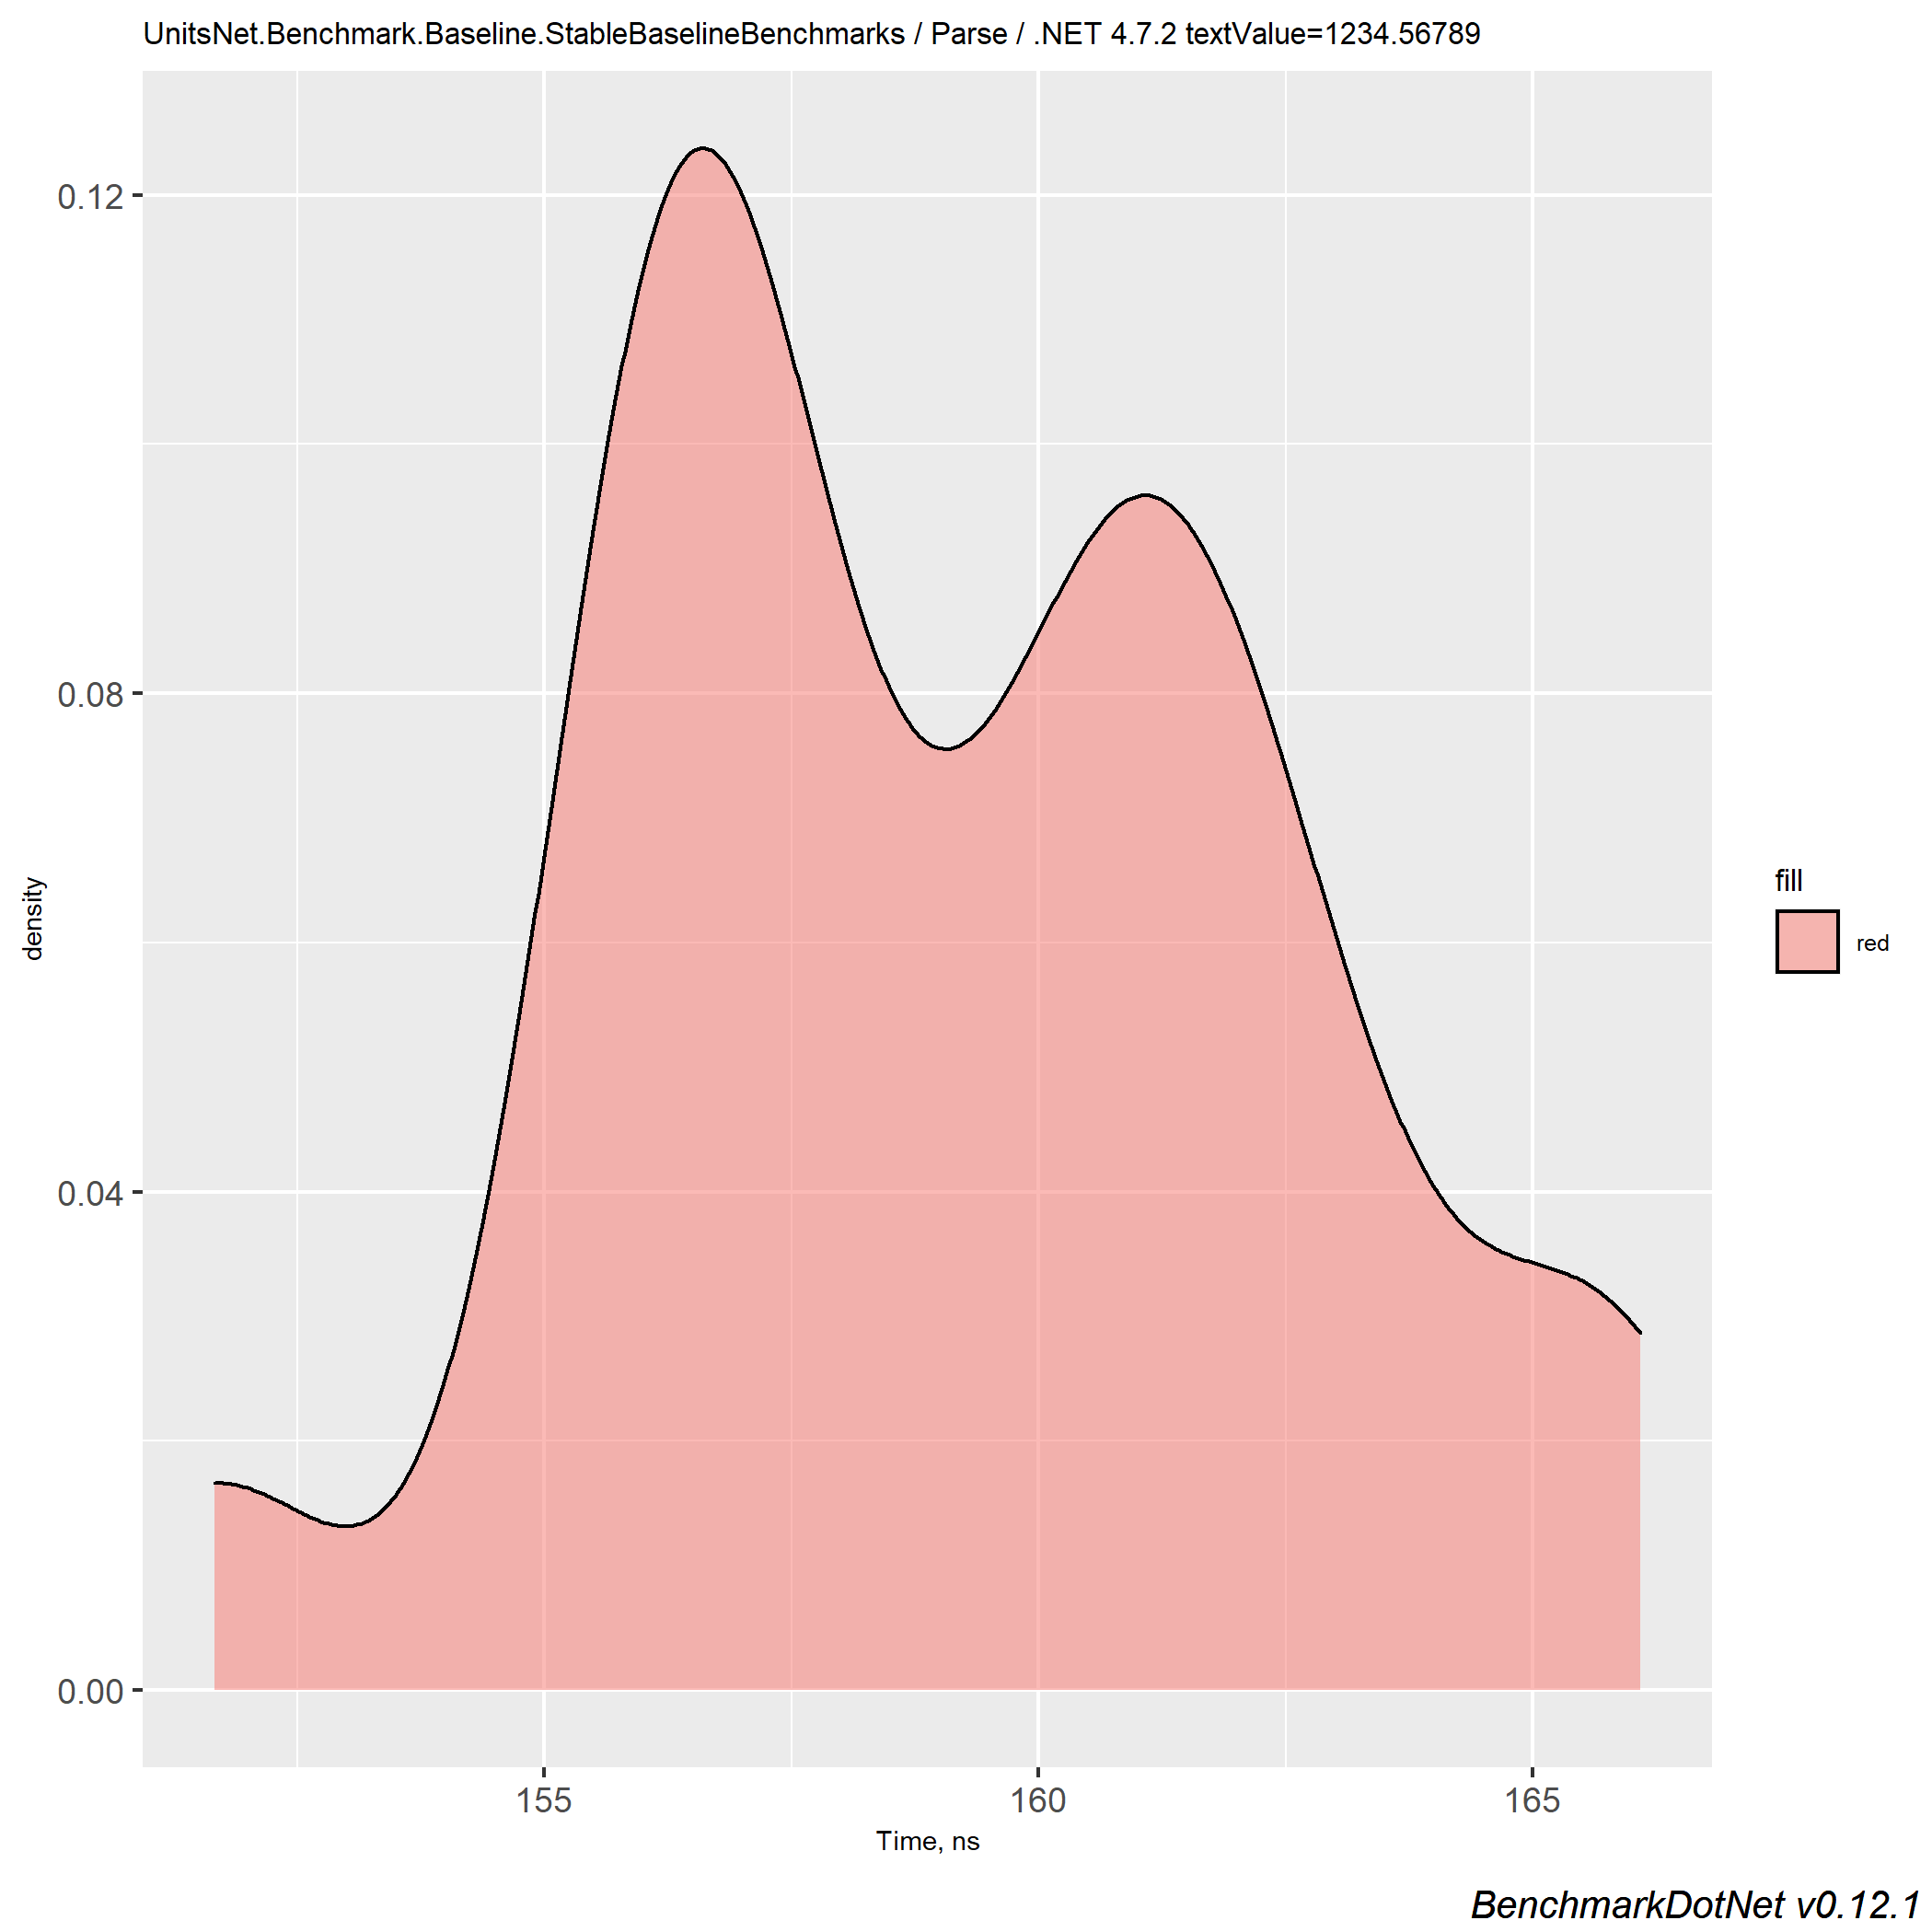 UnitsNet.Benchmark.Baseline.StableBaselineBenchmarks / Parse / .NET 4.7.2 textValue=1234.56789
0.12
0.08
0.04
0.00
density
155 160 165
Time, ns
fill
red
BenchmarkDotNet v0.12.1